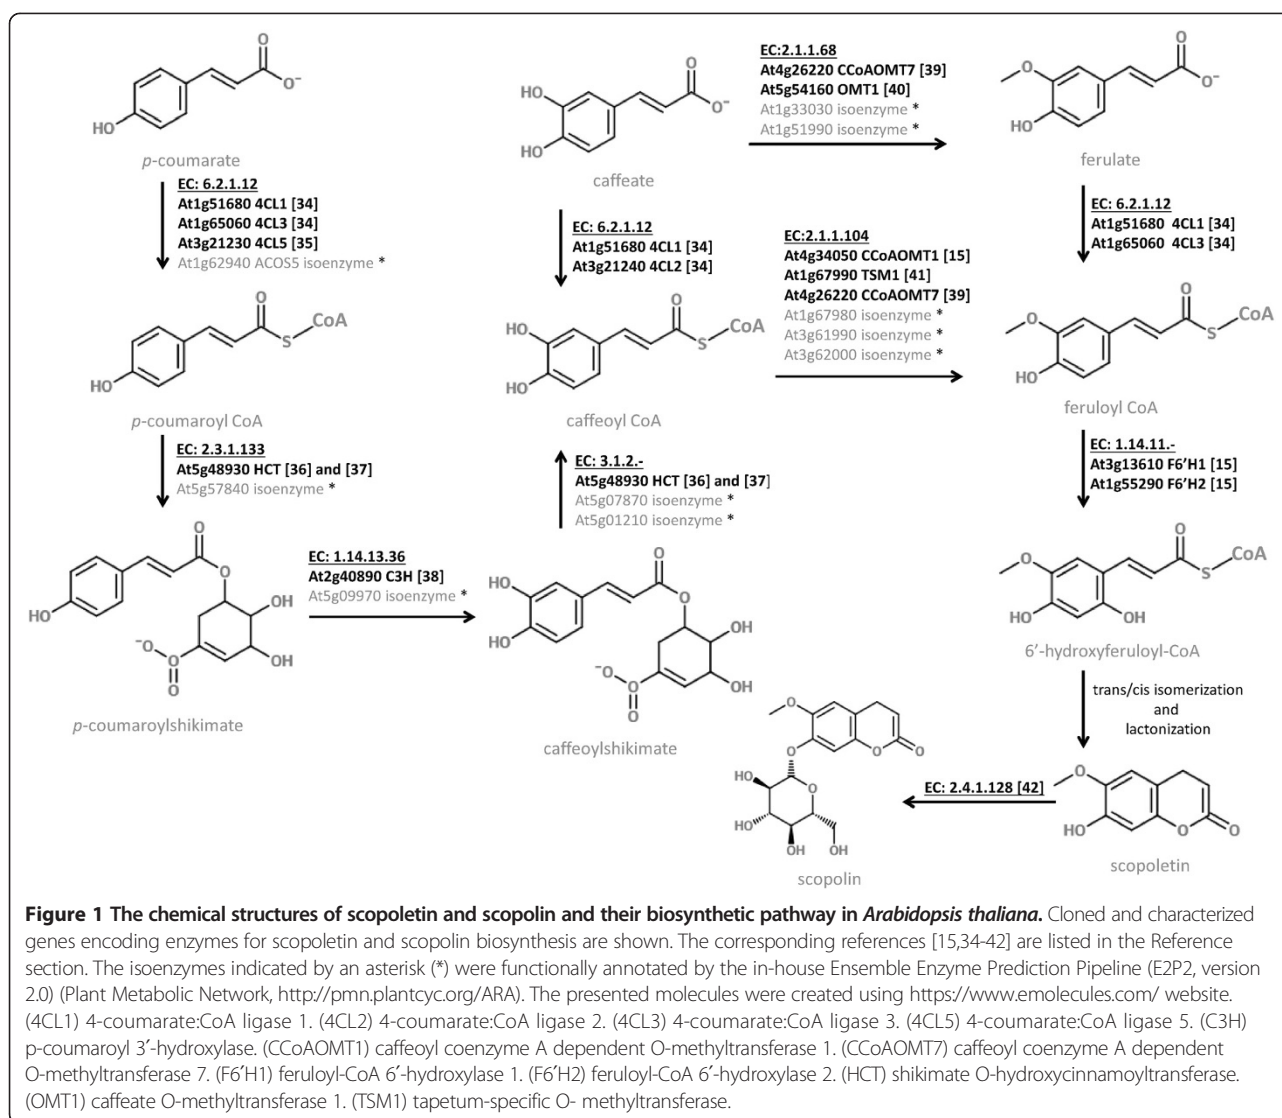 O
O⁻
HO
p-coumarate
EC: 6.2.1.12
At1g51680 4CL1 [34]
At1g65060 4CL3 [34]
At3g21230 4CL5 [35]
At1g62940 ACOS5 isoenzyme *
O
CoA
S
HO
p-coumaroyl CoA
EC: 2.3.1.133
At5g48930 HCT [36] and [37]
At5g57840 isoenzyme *
O
O
HO
OH
⁻O
O
OH
O
p-coumaroylshikimate
EC: 1.14.13.36
At2g40890 C3H [38]
At5g09970 isoenzyme *
O
HO
O⁻
HO
caffeate
EC: 6.2.1.12
At1g51680 4CL1 [34]
At3g21240 4CL2 [34]
O
HO
CoA
S
HO
caffeoyl CoA
EC: 3.1.2.-
At5g48930 HCT [36] and [37]
At5g07870 isoenzyme *
At5g01210 isoenzyme *
O
HO
O
HO
OH
⁻O
O
OH
O
caffeoylshikimate
EC:2.1.1.68
At4g26220 CCoAOMT7 [39]
At5g54160 OMT1 [40]
At1g33030 isoenzyme *
At1g51990 isoenzyme *
EC:2.1.1.104
At4g34050 CCoAOMT1 [15]
At1g67990 TSM1 [41]
At4g26220 CCoAOMT7 [39]
At1g67980 isoenzyme *
At3g61990 isoenzyme *
At3g62000 isoenzyme *
O
O
O⁻
HO
ferulate
EC: 6.2.1.12
At1g51680 4CL1 [34]
At1g65060 4CL3 [34]
O
O
CoA
S
HO
feruloyl CoA
EC: 1.14.11.-
At3g13610 F6′H1 [15]
At1g55290 F6′H2 [15]
O
O
CoA
S
HO
OH
6′-hydroxyferuloyl-CoA
trans/cis isomerization
and
lactonization
O
HO
O
O
scopoletin
EC: 2.4.1.128 [42]
O
O
O
O
HO
O
HO
OH
OH
scopolin
Figure 1 The chemical structures of scopoletin and scopolin and their biosynthetic pathway in Arabidopsis thaliana. Cloned and characterized
genes encoding enzymes for scopoletin and scopolin biosynthesis are shown. The corresponding references [15,34-42] are listed in the Reference
section. The isoenzymes indicated by an asterisk (*) were functionally annotated by the in-house Ensemble Enzyme Prediction Pipeline (E2P2, version
2.0) (Plant Metabolic Network, http://pmn.plantcyc.org/ARA). The presented molecules were created using https://www.emolecules.com/ website.
(4CL1) 4-coumarate:CoA ligase 1. (4CL2) 4-coumarate:CoA ligase 2. (4CL3) 4-coumarate:CoA ligase 3. (4CL5) 4-coumarate:CoA ligase 5. (C3H)
p-coumaroyl 3′-hydroxylase. (CCoAOMT1) caffeoyl coenzyme A dependent O-methyltransferase 1. (CCoAOMT7) caffeoyl coenzyme A dependent
O-methyltransferase 7. (F6′H1) feruloyl-CoA 6′-hydroxylase 1. (F6′H2) feruloyl-CoA 6′-hydroxylase 2. (HCT) shikimate O-hydroxycinnamoyltransferase.
(OMT1) caffeate O-methyltransferase 1. (TSM1) tapetum-specific O- methyltransferase.